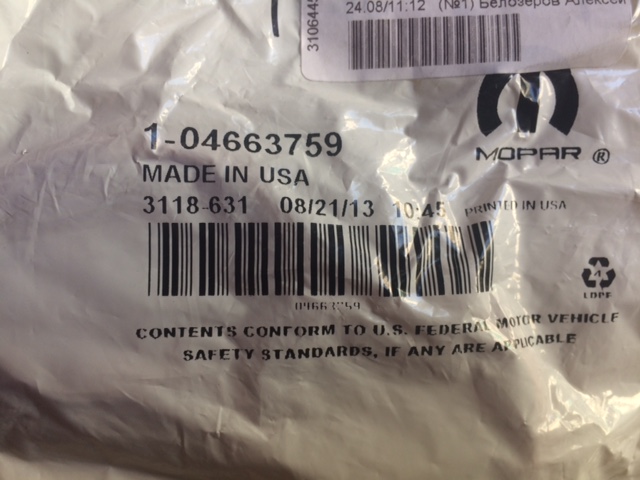 24.08/11:12 (№1) Белозеров Алексей
MOPAR ®
1-04663759
MADE IN USA
3118-631 08/21/13 10:45 PRINTED IN USA
04663759
4
LDPE
CONTENTS CONFORM TO U.S. FEDERAL MOTOR VEHICLE
SAFETY STANDARDS, IF ANY ARE APPLICABLE